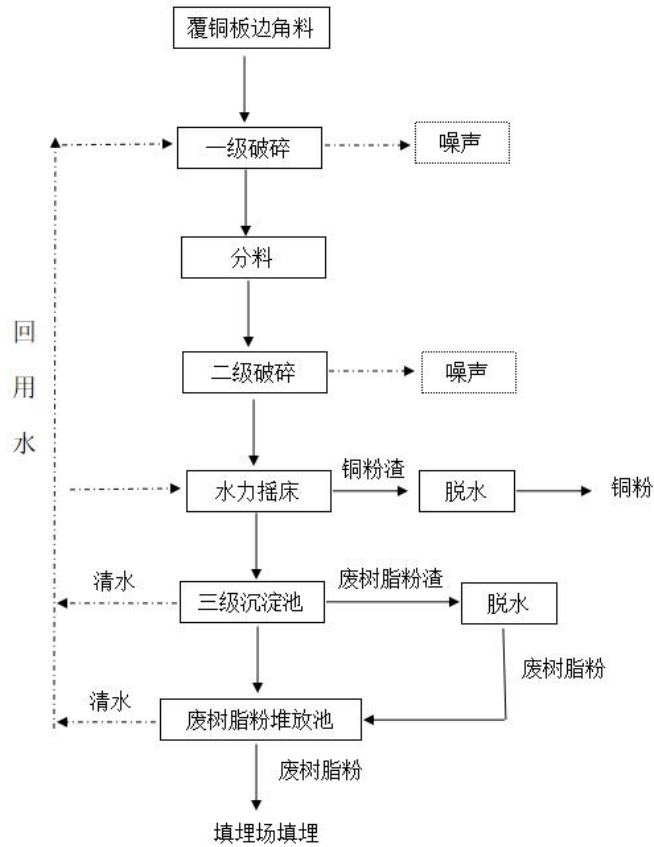 覆铜板边角料
一级破碎
噪声
分料
二级破碎
噪声
回用水
水力摇床
铜粉渣
脱水
铜粉
清水
三级沉淀池
废树脂粉渣
脱水
废树脂粉
清水
废树脂粉堆放池
废树脂粉
填埋场填埋